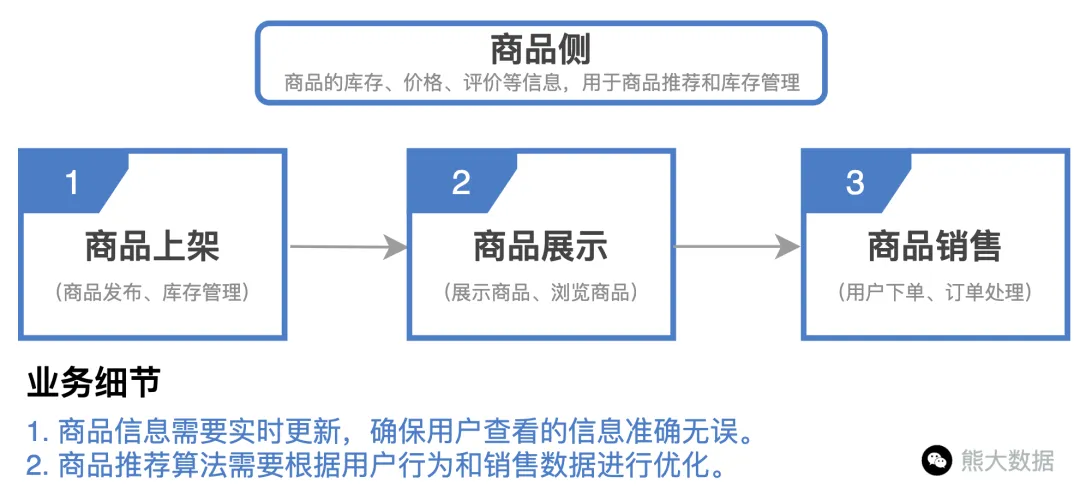 商品侧
商品的库存、价格、评价等信息，用于商品推荐和库存管理
1
2
3
商品上架
商品展示
商品销售
（商品发布、库存管理）
（展示商品、浏览商品）
（用户下单、订单处理）
业务细节
1. 商品信息需要实时更新，确保用户查看的信息准确无误。
2. 商品推荐算法需要根据用户行为和销售数据进行优化。
熊大数据